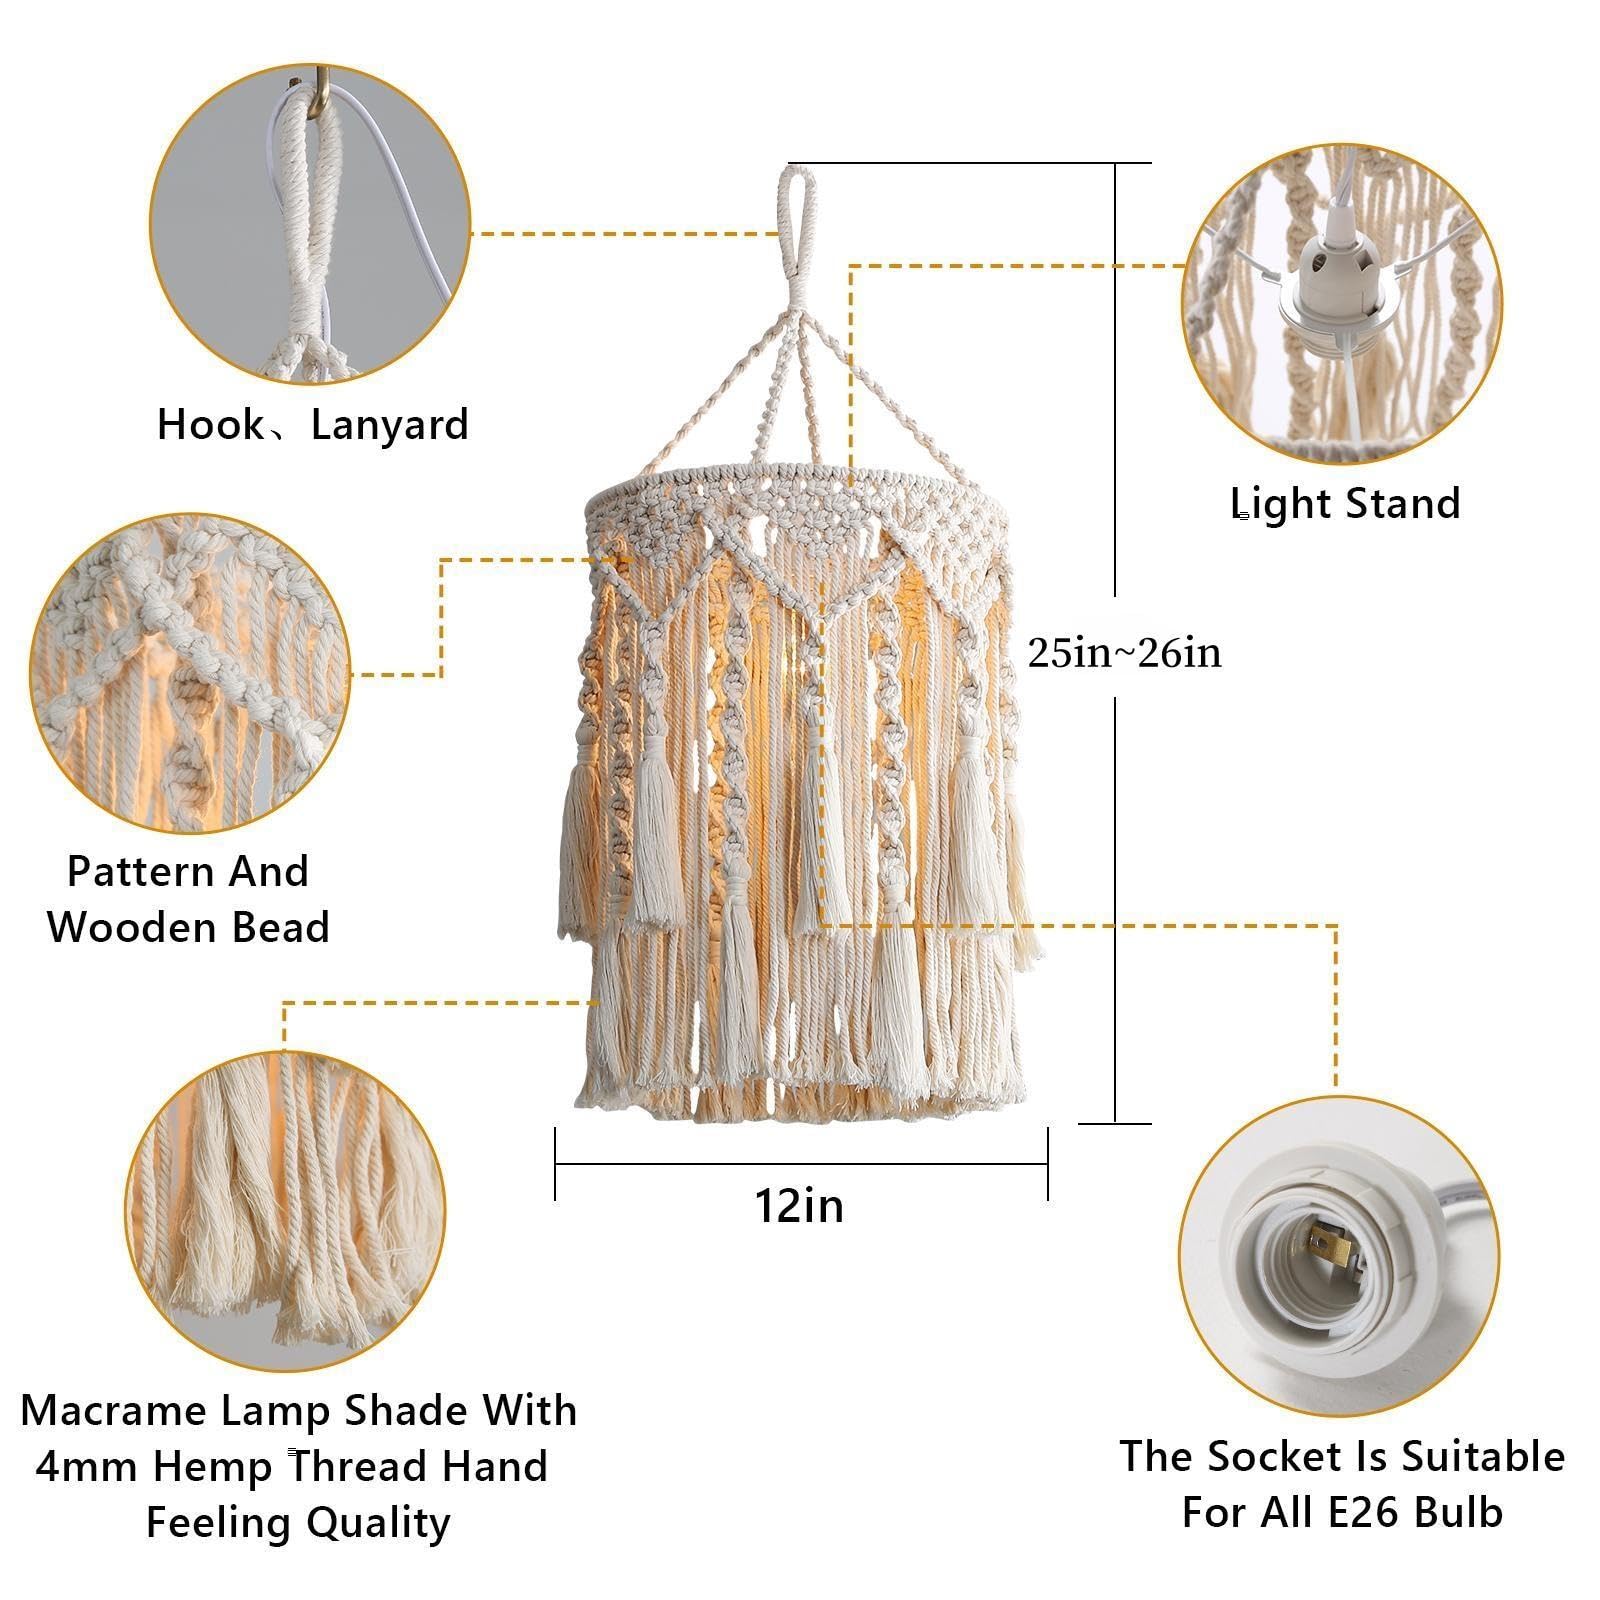 Hook、Lanyard
Light Stand
25in~26in
Pattern And
Wooden Bead
12in
Macrame Lamp Shade With
4mm Hemp Thread Hand
Feeling Quality
The Socket Is Suitable
For All E26 Bulb